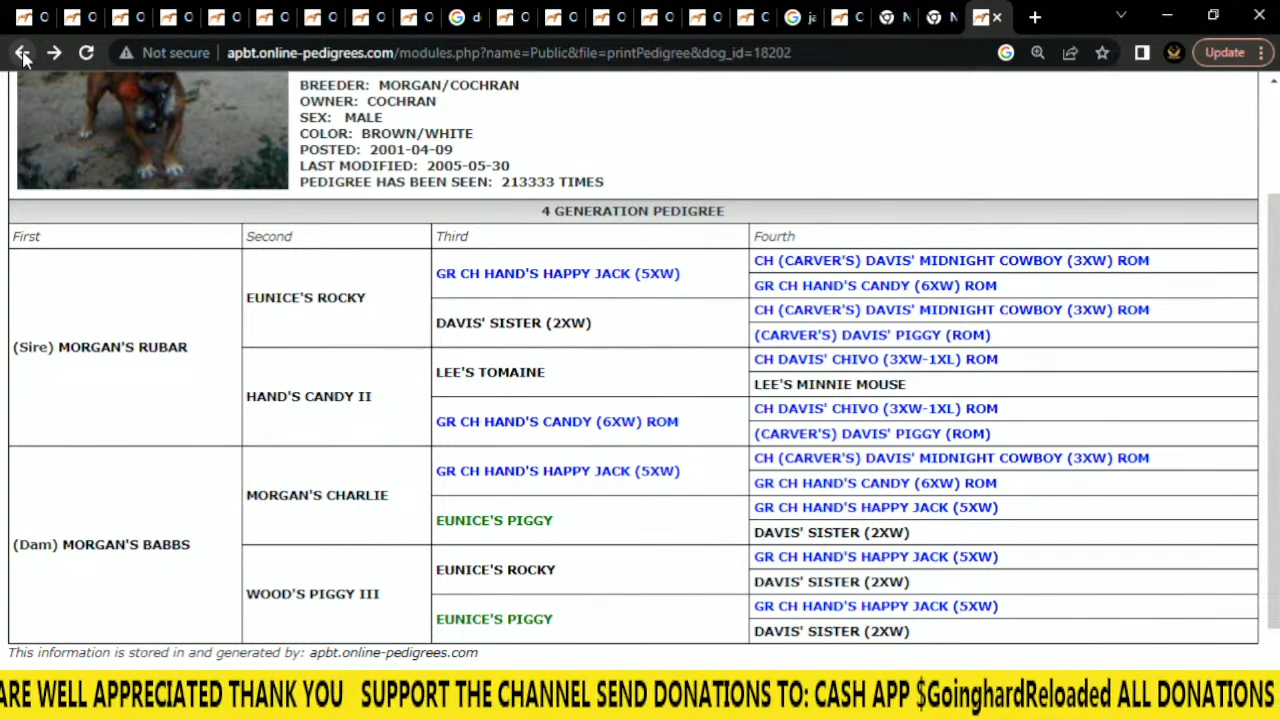 O
O
O
O
O
O
O
O
O
d
O
O
O
O
O
C
ja
C
N
N
Not secure
apbt.online-pedigrees.com/modules.php?name=Public&file=printPedigree&dog_id=18202
Update
BREEDER: MORGAN/COCHRAN
OWNER: COCHRAN
SEX: MALE
COLOR: BROWN/WHITE
POSTED: 2001-04-09
LAST MODIFIED: 2005-05-30
PEDIGREE HAS BEEN SEEN: 213333 TIMES
4 GENERATION PEDIGREE
First Second Third Fourth
(Sire) MORGAN'S RUBAR
EUNICE'S ROCKY
GR CH HAND'S HAPPY JACK (5XW)
CH (CARVER'S) DAVIS' MIDNIGHT COWBOY (3XW) ROM
GR CH HAND'S CANDY (6XW) ROM
DAVIS' SISTER (2XW)
CH (CARVER'S) DAVIS' MIDNIGHT COWBOY (3XW) ROM
(CARVER'S) DAVIS' PIGGY (ROM)
HAND'S CANDY II
LEE'S TOMAINE
CH DAVIS' CHIVO (3XW-1XL) ROM
LEE'S MINNIE MOUSE
GR CH HAND'S CANDY (6XW) ROM
CH DAVIS' CHIVO (3XW-1XL) ROM
(CARVER'S) DAVIS' PIGGY (ROM)
(Dam) MORGAN'S BABBS
MORGAN'S CHARLIE
GR CH HAND'S HAPPY JACK (5XW)
CH (CARVER'S) DAVIS' MIDNIGHT COWBOY (3XW) ROM
GR CH HAND'S CANDY (6XW) ROM
EUNICE'S PIGGY
GR CH HAND'S HAPPY JACK (5XW)
DAVIS' SISTER (2XW)
WOOD'S PIGGY III
EUNICE'S ROCKY
GR CH HAND'S HAPPY JACK (5XW)
DAVIS' SISTER (2XW)
EUNICE'S PIGGY
GR CH HAND'S HAPPY JACK (5XW)
DAVIS' SISTER (2XW)
This information is stored in and generated by: apbt.online-pedigrees.com
ARE WELL APPRECIATED THANK YOU SUPPORT THE CHANNEL SEND DONATIONS TO: CASH APP $GoinghardReloaded ALL DONATIONS